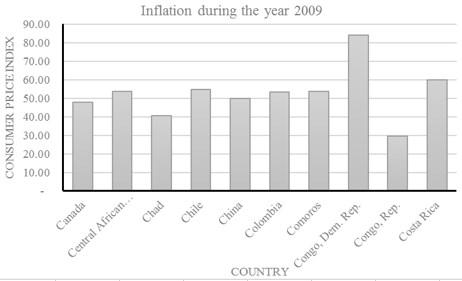 Inflation during the year 2009
CONSUMER PRICE INDEX
90.00
80.00
70.00
60.00
50.00
40.00
30.00
20.00
10.00
-
Canada
Central African…
Chad
Chile
China
Colombia
Comoros
Congo, Dem. Rep.
Congo, Rep.
Costa Rica
COUNTRY